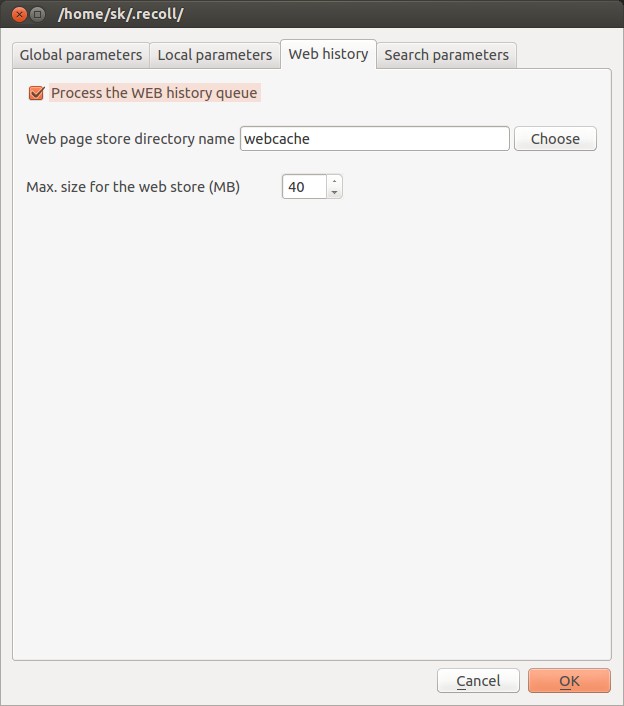 /home/sk/.recoll/
Global parameters Local parameters Web history Search parameters
Process the WEB history queue
Web page store directory name webcache Choose
Max. size for the web store (MB) 40
Cancel OK